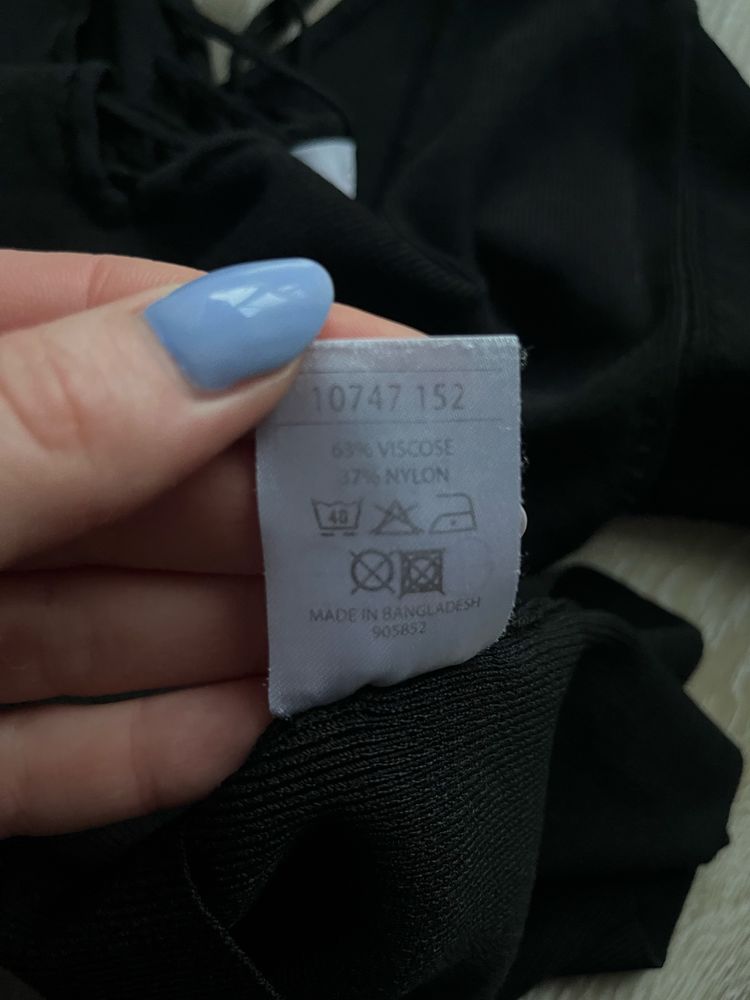 10747 152
63% VISCOSE
37% NYLON
40
MADE IN BANGLADESH
905852